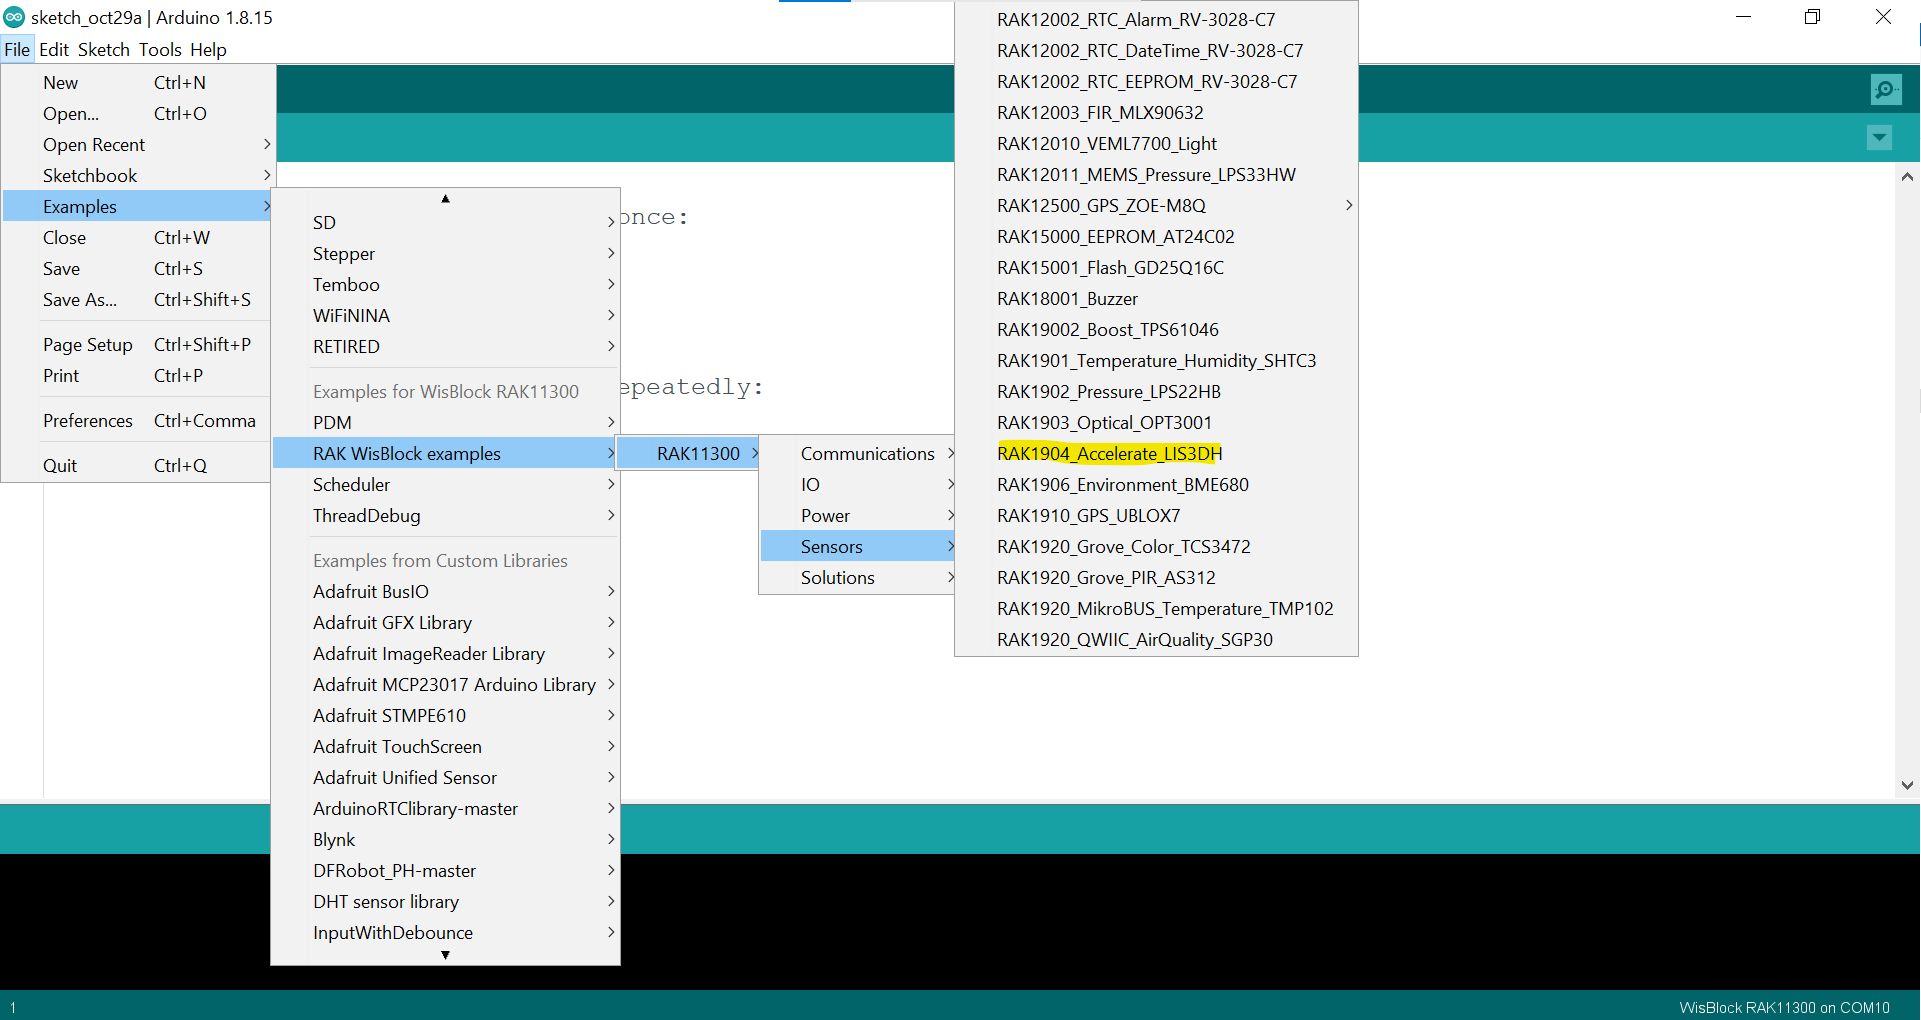 sketch_oct29a | Arduino 1.8.15
File Edit Sketch Tools Help
New Ctrl+N
Open... Ctrl+O
Open Recent
Sketchbook
Examples
Close Ctrl+W
Save Ctrl+S
Save As... Ctrl+Shift+S
Page Setup Ctrl+Shift+P
Print Ctrl+P
Preferences Ctrl+Comma
Quit Ctrl+Q
SD
Stepper
Temboo
WiFiNINA
RETIRED
Examples for WisBlock RAK11300
PDM
RAK WisBlock examples
Scheduler
ThreadDebug
Examples from Custom Libraries
Adafruit BusIO
Adafruit GFX Library
Adafruit ImageReader Library
Adafruit MCP23017 Arduino Library
Adafruit STMPE610
Adafruit TouchScreen
Adafruit Unified Sensor
ArduinoRTClibrary-master
Blynk
DFRobot_PH-master
DHT sensor library
InputWithDebounce
once:
epeatedly:
RAK11300
Communications
IO
Power
Sensors
Solutions
RAK12002_RTC_Alarm_RV-3028-C7
RAK12002_RTC_DateTime_RV-3028-C7
RAK12002_RTC_EEPROM_RV-3028-C7
RAK12003_FIR_MLX90632
RAK12010_VEML7700_Light
RAK12011_MEMS_Pressure_LPS33HW
RAK12500_GPS_ZOE-M8Q
RAK15000_EEPROM_AT24C02
RAK15001_Flash_GD25Q16C
RAK18001_Buzzer
RAK19002_Boost_TPS61046
RAK1901_Temperature_Humidity_SHTC3
RAK1902_Pressure_LPS22HB
RAK1903_Optical_OPT3001
RAK1904_Accelerate_LIS3DH
RAK1906_Environment_BME680
RAK1910_GPS_UBLOX7
RAK1920_Grove_Color_TCS3472
RAK1920_Grove_PIR_AS312
RAK1920_MikroBUS_Temperature_TMP102
RAK1920_QWIIC_AirQuality_SGP30
1
WisBlock RAK11300 on COM10